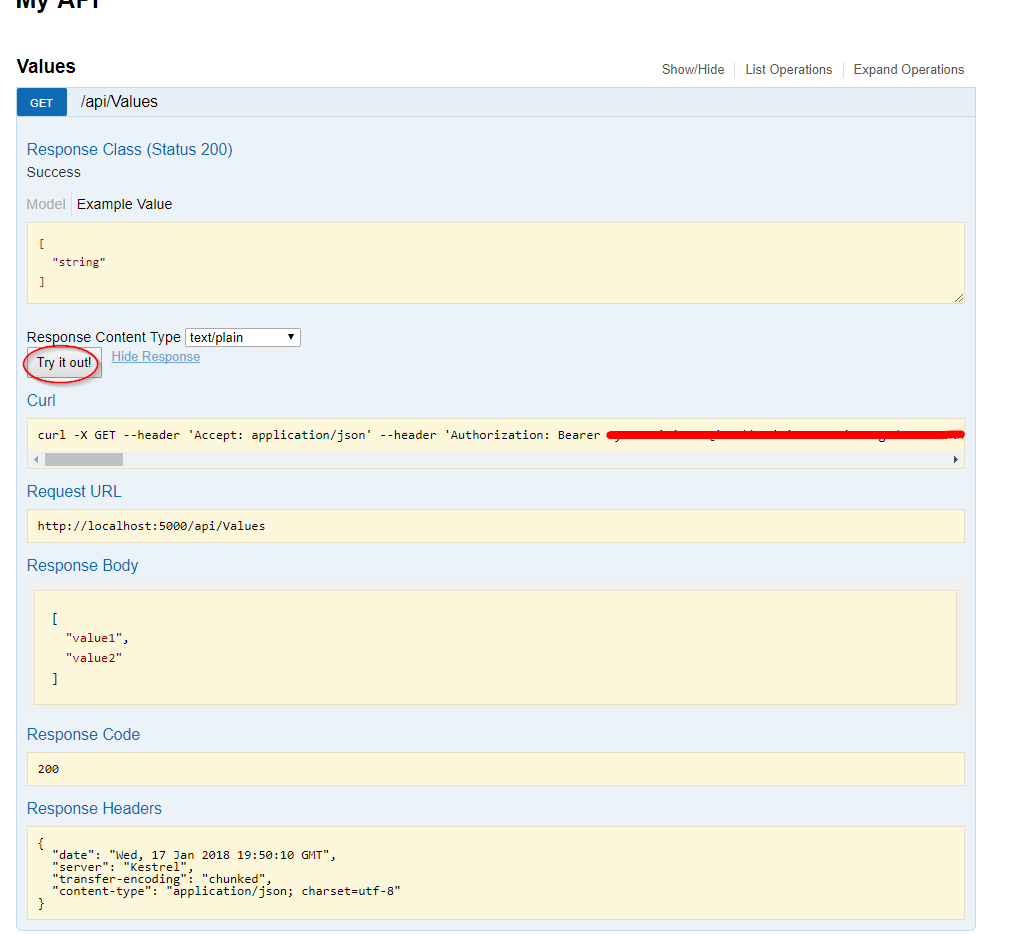 My API
Values
Show/Hide
List Operations
Expand Operations
GET /api/Values
Response Class (Status 200)
Success
Model Example Value
[
"string"
]
Response Content Type text/plain
Try it out! Hide Response
Curl
curl -X GET --header 'Accept: application/json' --header 'Authorization: Bearer
Request URL
http://localhost:5000/api/Values
Response Body
[
"value1",
"value2"
]
Response Code
200
Response Headers
{
"date": "Wed, 17 Jan 2018 19:50:10 GMT",
"server": "Kestrel",
"transfer-encoding": "chunked",
"content-type": "application/json; charset=utf-8"
}